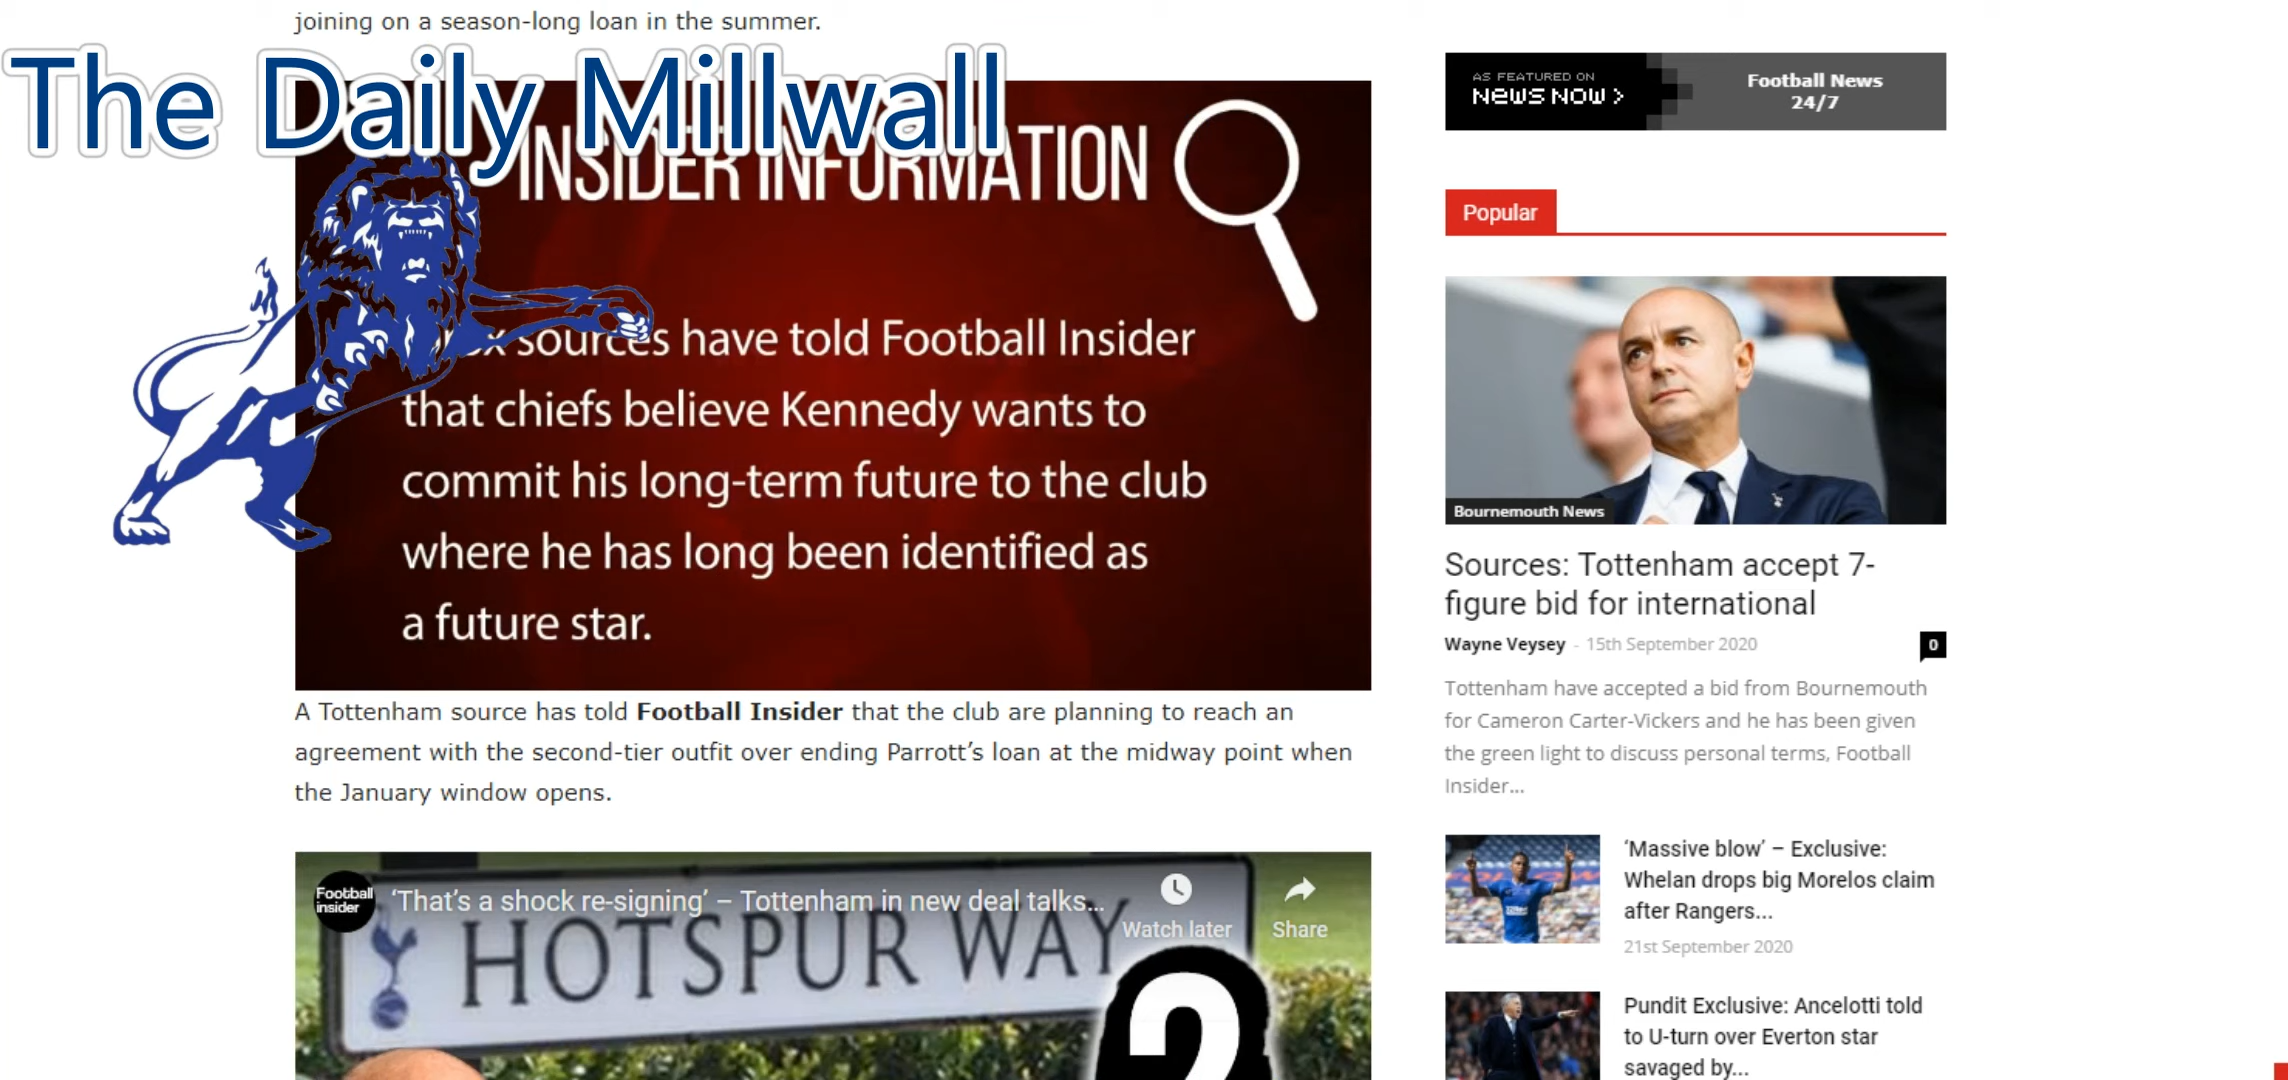 joining on a season-long loan in the summer.
The Daily Millwall
INSIDER INFORMATION
sources have told Football Insider
that chiefs believe Kennedy wants to
commit his long-term future to the club
where he has long been identified as
a future star.
A Tottenham source has told Football Insider that the club are planning to reach an
agreement with the second-tier outfit over ending Parrott’s loan at the midway point when
the January window opens.
Football
insider
‘That’s a shock re-signing’ – Tottenham in new deal talks...
Watch later
Share
HOTSPUR WAY
?
AS FEATURED ON
NEWS NOW >
Football News
24/7
Popular
Bournemouth News
Sources: Tottenham accept 7-
figure bid for international
Wayne Veysey - 15th September 2020
0
Tottenham have accepted a bid from Bournemouth
for Cameron Carter-Vickers and he has been given
the green light to discuss personal terms, Football
Insider...
‘Massive blow’ – Exclusive:
Whelan drops big Morelos claim
after Rangers...
21st September 2020
Pundit Exclusive: Ancelotti told
to U-turn over Everton star
savaged by...